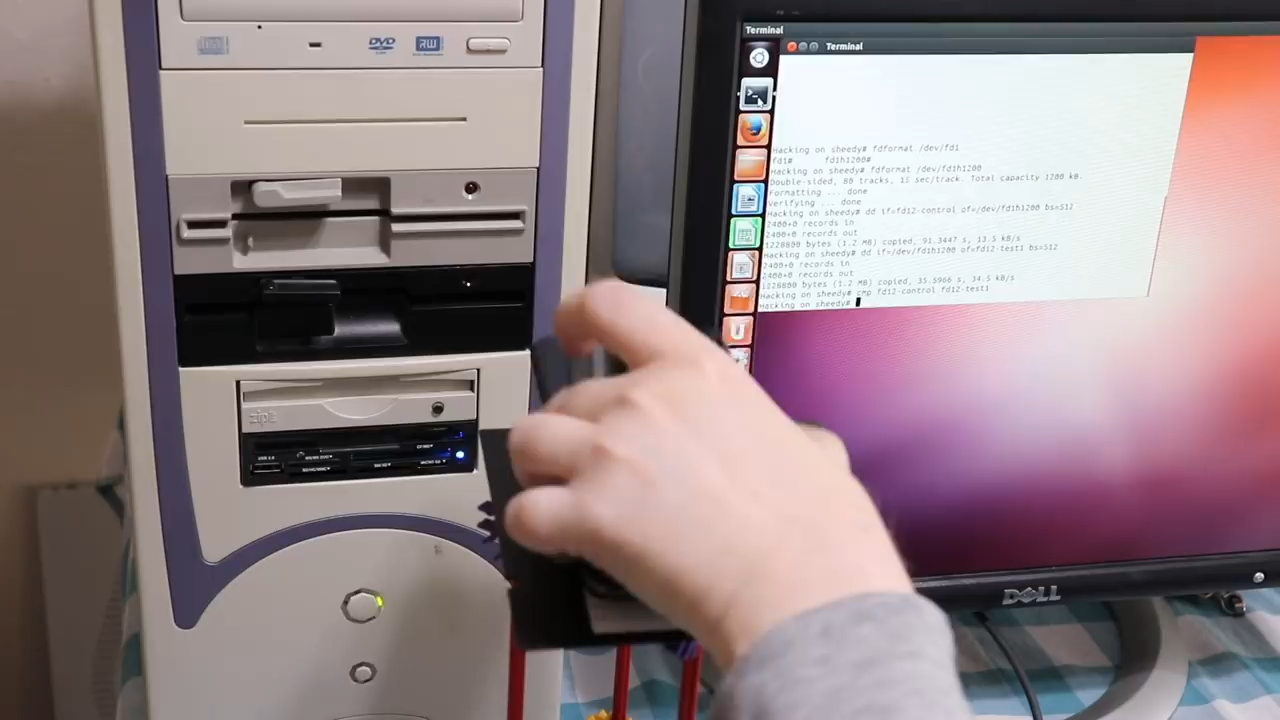 DVD
RW
zip
USB 2.0
Terminal
Terminal
Hacking on sheedy# fdformat /dev/fd1
fd1# fd1h1200#
Hacking on sheedy# fdformat /dev/fd1h1200
Double-sided, 80 tracks, 15 sec/track. Total capacity 1200 kB.
Formatting ... done
Verifying ... done
Hacking on sheedy# dd if=fd12-control of=/dev/fd1h1200 bs=512
2400+0 records in
2400+0 records out
1228800 bytes (1.2 MB) copied, 91.3447 s, 13.5 kB/s
Hacking on sheedy# dd if=/dev/fd1h1200 of=fd12-test1 bs=512
2400+0 records in
2400+0 records out
1228800 bytes (1.2 MB) copied, 35.5966 s, 34.5 kB/s
Hacking on sheedy# cmp fd12-control fd12-test1
Hacking on sheedy#
DELL